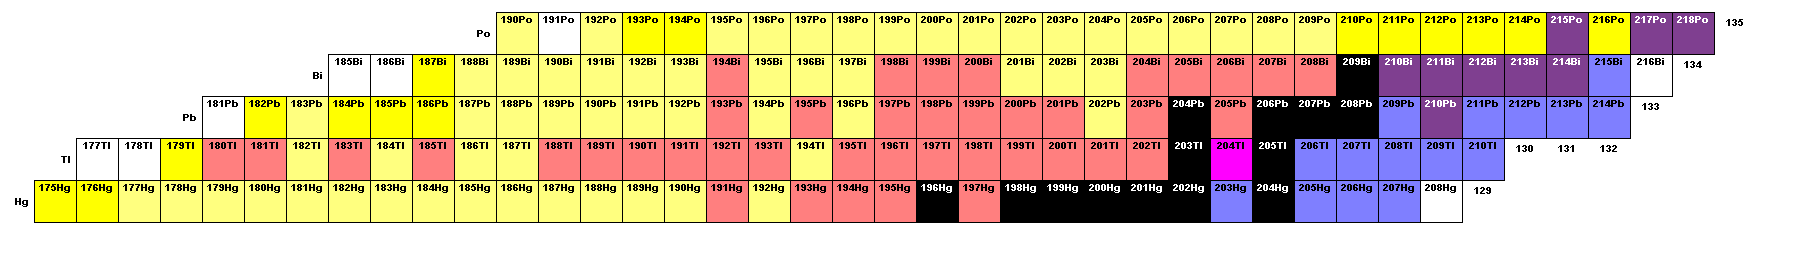 Po 190Po 191Po 192Po 193Po 194Po 195Po 196Po 197Po 198Po 199Po 200Po 201Po 202Po 203Po 204Po 205Po 206Po 207Po 208Po 209Po 210Po 211Po 212Po 213Po 214Po 215Po 216Po 217Po 218Po 135
Bi 185Bi 186Bi 187Bi 188Bi 189Bi 190Bi 191Bi 192Bi 193Bi 194Bi 195Bi 196Bi 197Bi 198Bi 199Bi 200Bi 201Bi 202Bi 203Bi 204Bi 205Bi 206Bi 207Bi 208Bi 209Bi 210Bi 211Bi 212Bi 213Bi 214Bi 215Bi 216Bi 134
Pb 181Pb 182Pb 183Pb 184Pb 185Pb 186Pb 187Pb 188Pb 189Pb 190Pb 191Pb 192Pb 193Pb 194Pb 195Pb 196Pb 197Pb 198Pb 199Pb 200Pb 201Pb 202Pb 203Pb 204Pb 205Pb 206Pb 207Pb 208Pb 209Pb 210Pb 211Pb 212Pb 213Pb 214Pb 133
Tl 177Tl 178Tl 179Tl 180Tl 181Tl 182Tl 183Tl 184Tl 185Tl 186Tl 187Tl 188Tl 189Tl 190Tl 191Tl 192Tl 193Tl 194Tl 195Tl 196Tl 197Tl 198Tl 199Tl 200Tl 201Tl 202Tl 203Tl 204Tl 205Tl 206Tl 207Tl 208Tl 209Tl 210Tl 130 131 132
Hg 175Hg 176Hg 177Hg 178Hg 179Hg 180Hg 181Hg 182Hg 183Hg 184Hg 185Hg 186Hg 187Hg 188Hg 189Hg 190Hg 191Hg 192Hg 193Hg 194Hg 195Hg 196Hg 197Hg 198Hg 199Hg 200Hg 201Hg 202Hg 203Hg 204Hg 205Hg 206Hg 207Hg 208Hg 129